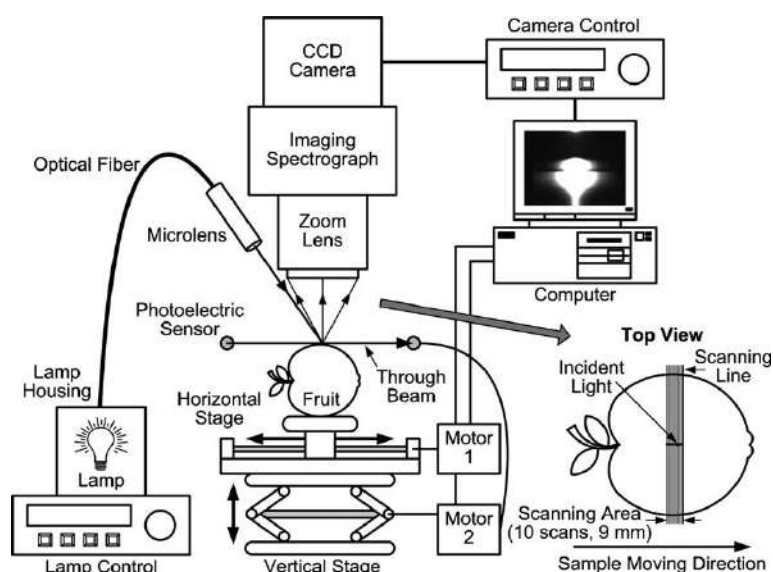 Camera Control
CCD
Camera
Imaging
Spectrograph
Optical Fiber
Zoom
Lens
Microlens
Computer
Photoelectric
Sensor
Top View
Lamp
Housing
Through
Beam
Incident
Light
Scanning
Line
Fruit
Horizontal
Stage
Motor
1
Lamp
Motor
2
Scanning Area
(10 scans, 9 mm)
Sample Moving Direction
Lamp Control
Vertical Stage